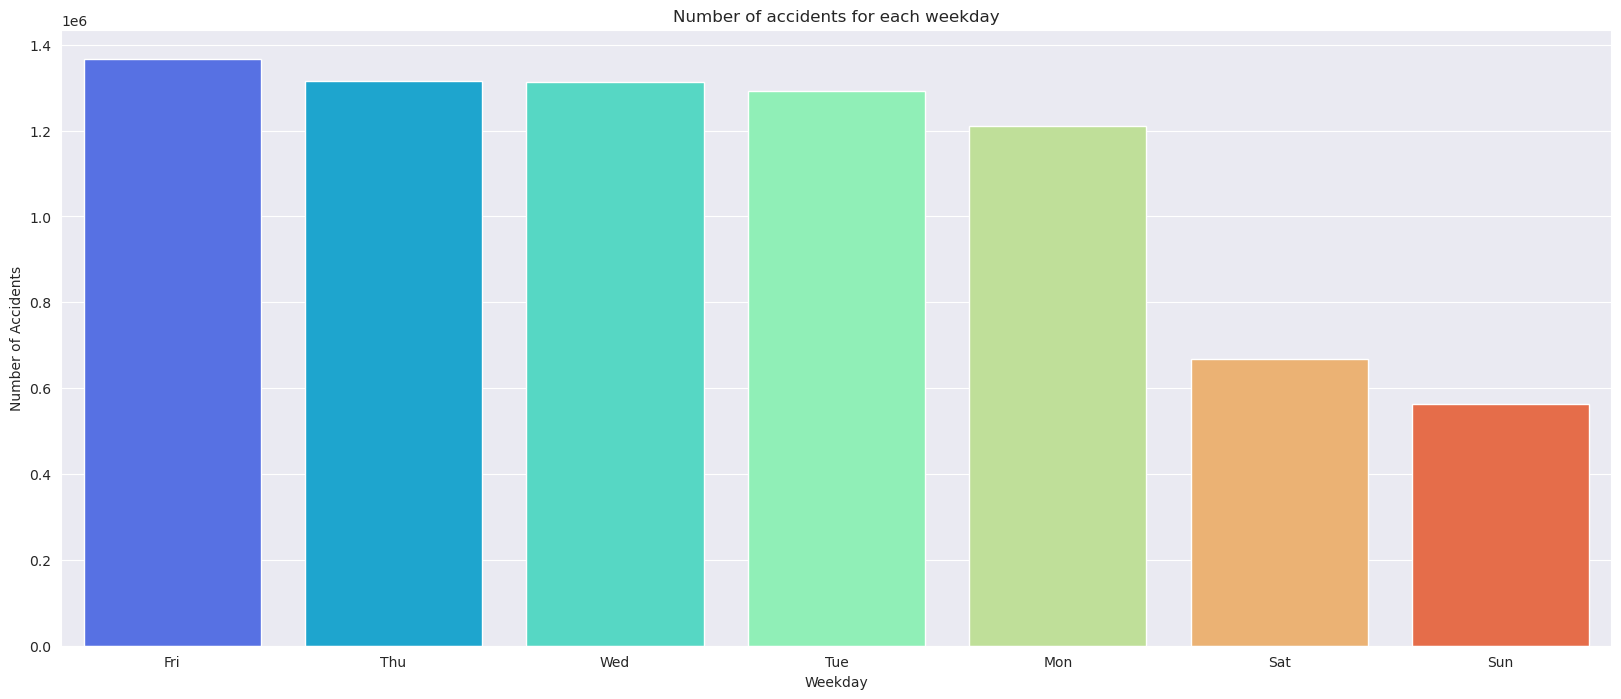 Number of accidents for each weekday
1e6
1.4
1.2
1.0
0.8
0.6
0.4
0.2
0.0
Number of Accidents
Fri Thu Wed Tue Mon Sat Sun
Weekday